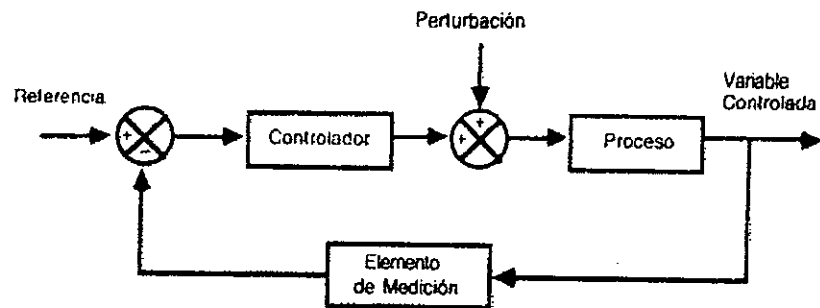 Perturbación
Referencia
Variable
Controlada
+
−
Controlador
+
+
Proceso
Elemento
de Medición